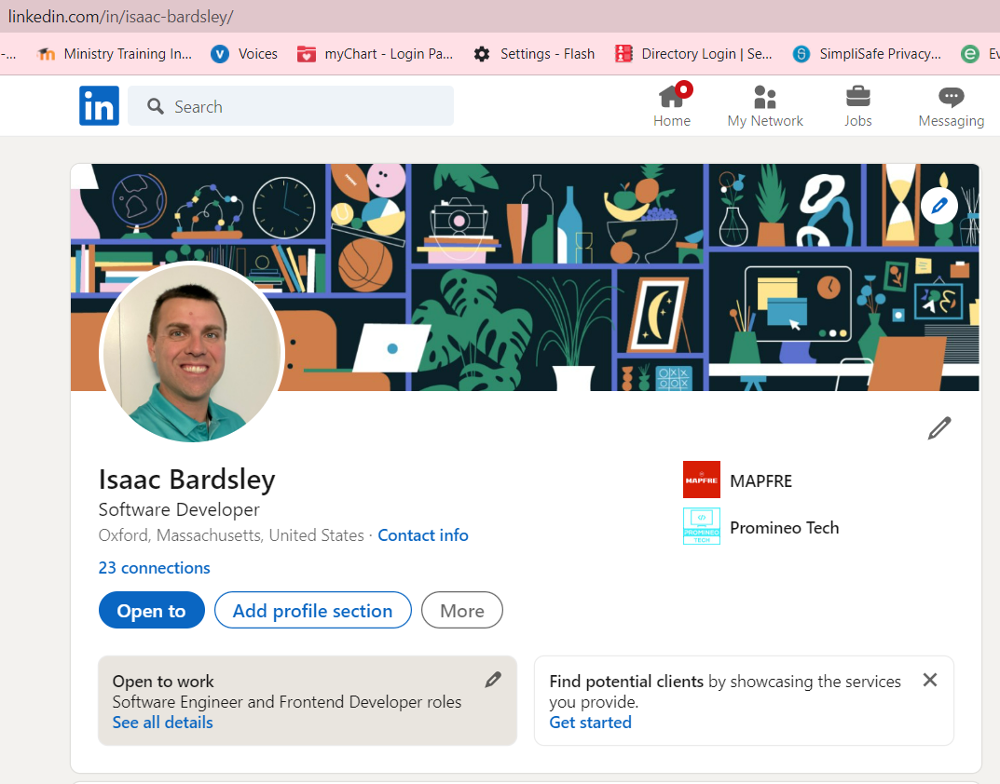 linkedin.com/in/isaac-bardsley/
-... Ministry Training In... Voices myChart - Login Pa... Settings - Flash Directory Login | Se... SimpliSafe Privacy... Ev
in Search Home My Network Jobs Messaging
Isaac Bardsley
Software Developer
Oxford, Massachusetts, United States · Contact info
23 connections
MAPFRE MAPFRE
PROMINEO TECH Promineo Tech
Open to Add profile section More
Open to work
Software Engineer and Frontend Developer roles
See all details
Find potential clients by showcasing the services
you provide.
Get started